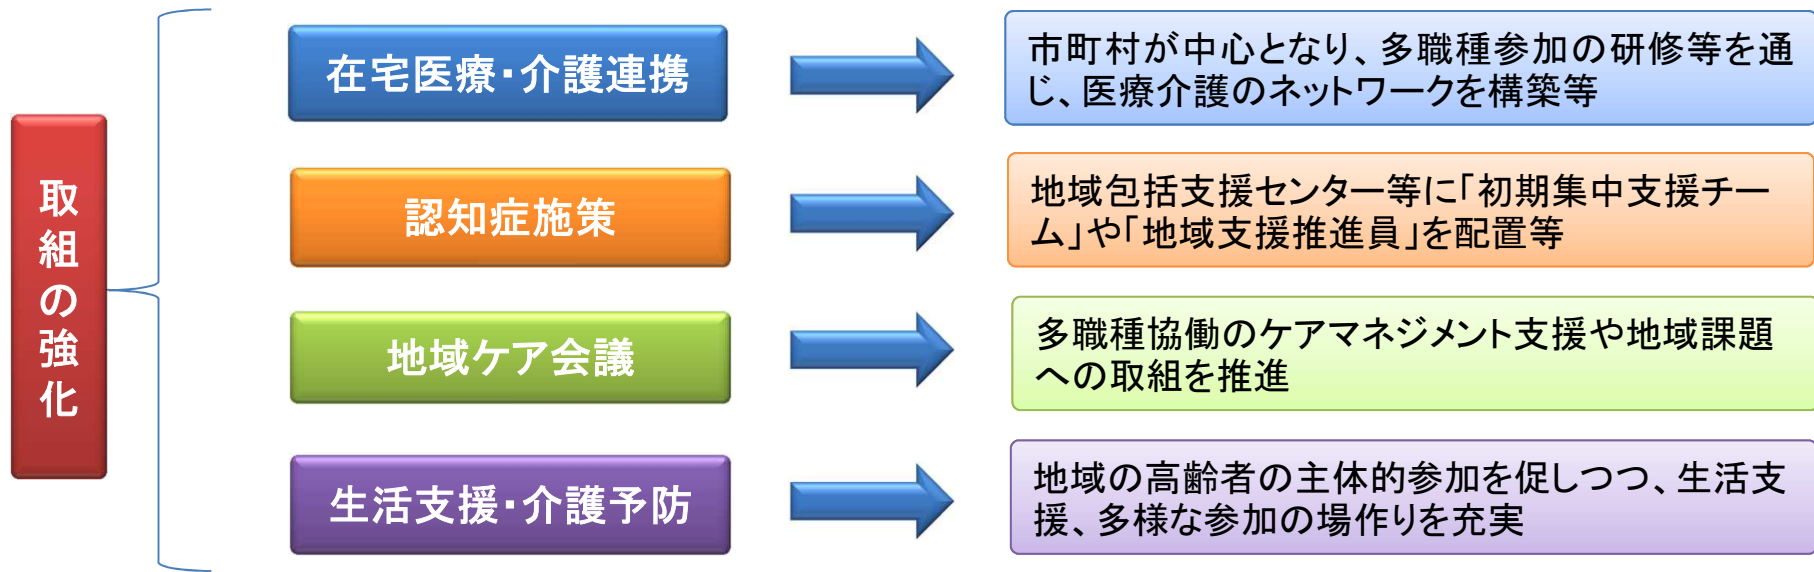 取組の強化
在宅医療・介護連携
市町村が中心となり、多職種参加の研修等を通
じ、医療介護のネットワークを構築等
認知症施策
地域包括支援センター等に「初期集中支援チー
ム」や「地域支援推進員」を配置等
地域ケア会議
多職種協働のケアマネジメント支援や地域課題
への取組を推進
生活支援・介護予防
地域の高齢者の主体的参加を促しつつ、生活支
援、多様な参加の場作りを充実